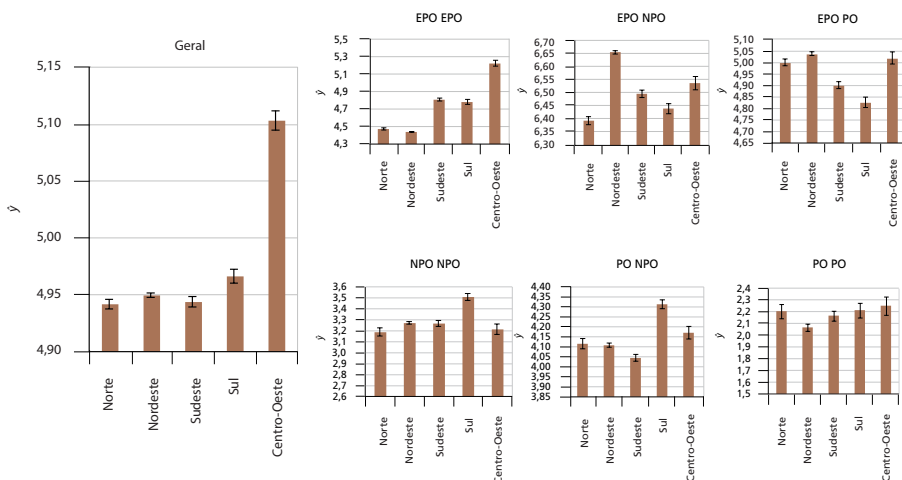 Geral
5,15
5,10
5,05
5,00
4,95
4,90
ŷ
Norte
Nordeste
Sudeste
Sul
Centro-Oeste
EPO EPO
5,5
5,3
5,1
4,9
4,7
4,5
4,3
ŷ
Norte
Nordeste
Sudeste
Sul
Centro-Oeste
EPO NPO
6,70
6,65
6,60
6,55
6,50
6,45
6,40
6,35
6,30
ŷ
Norte
Nordeste
Sudeste
Sul
Centro-Oeste
EPO PO
5,10
5,05
5,00
4,95
4,90
4,85
4,80
4,75
4,70
4,65
ŷ
Norte
Nordeste
Sudeste
Sul
Centro-Oeste
NPO NPO
3,6
3,5
3,4
3,3
3,2
3,1
3,0
2,9
2,8
2,7
2,6
ŷ
Norte
Nordeste
Sudeste
Sul
Centro-Oeste
PO NPO
4,40
4,35
4,30
4,25
4,20
4,15
4,10
4,05
4,00
3,95
3,90
3,85
ŷ
Norte
Nordeste
Sudeste
Sul
Centro-Oeste
PO PO
2,4
2,3
2,2
2,1
2,0
1,9
1,8
1,7
1,6
1,5
ŷ
Norte
Nordeste
Sudeste
Sul
Centro-Oeste